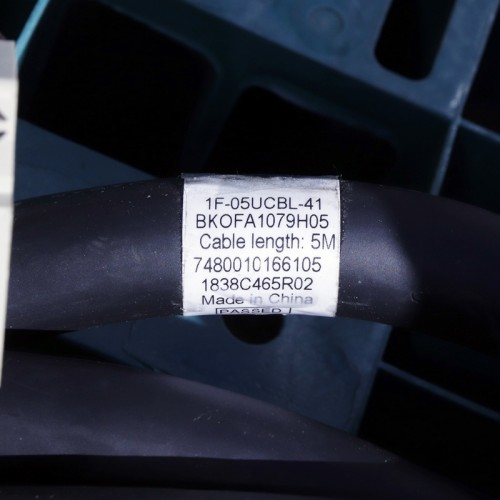 1F-05UCBL-41
BKOFA1079H05
Cable length: 5M
7480010166105
1838C465R02
Made in China
PASSED